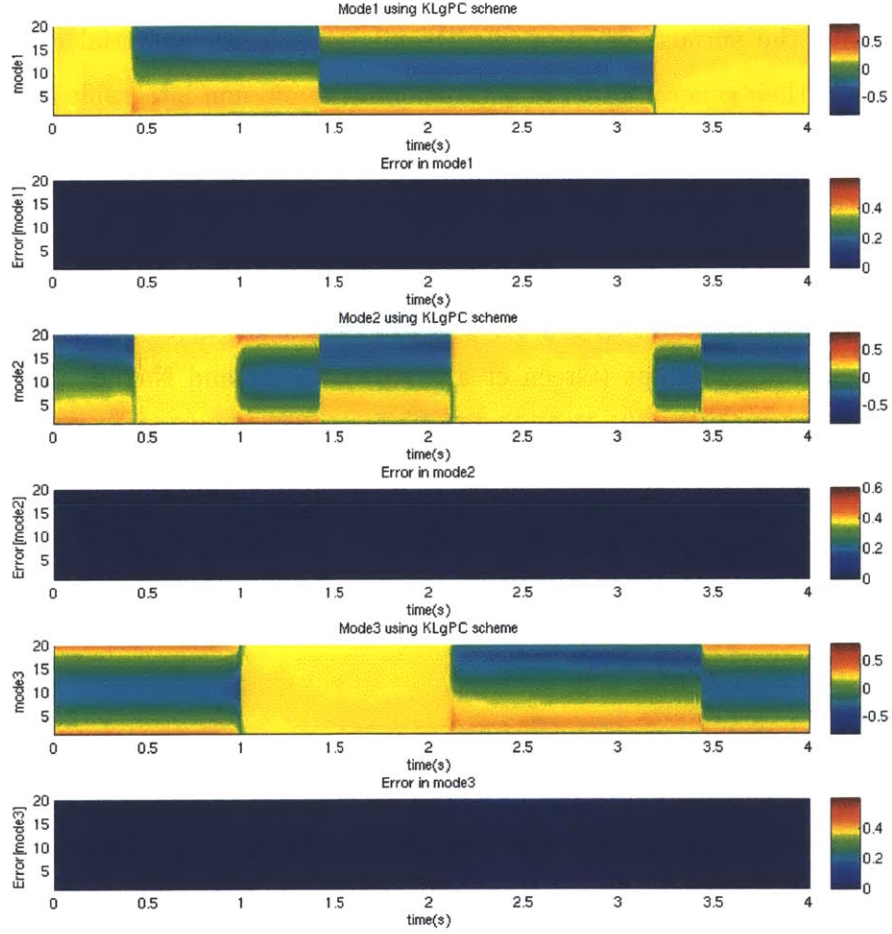 Mode1 using KLgPC scheme
mode1
20
15
10
5
0 0.5 1 1.5 2 2.5 3 3.5 4
time(s)
0.5
0
-0.5
Error in mode1
Error[mode1]
20
15
10
5
0 0.5 1 1.5 2 2.5 3 3.5 4
time(s)
0.4
0.2
0
Mode2 using KLgPC scheme
mode2
20
15
10
5
0 0.5 1 1.5 2 2.5 3 3.5 4
time(s)
0.5
0
-0.5
Error in mode2
Error[mode2]
20
15
10
5
0 0.5 1 1.5 2 2.5 3 3.5 4
time(s)
0.6
0.4
0.2
0
Mode3 using KLgPC scheme
mode3
20
15
10
5
0 0.5 1 1.5 2 2.5 3 3.5 4
time(s)
0.5
0
-0.5
Error in mode3
Error[mode3]
20
15
10
5
0 0.5 1 1.5 2 2.5 3 3.5 4
time(s)
0.4
0.2
0